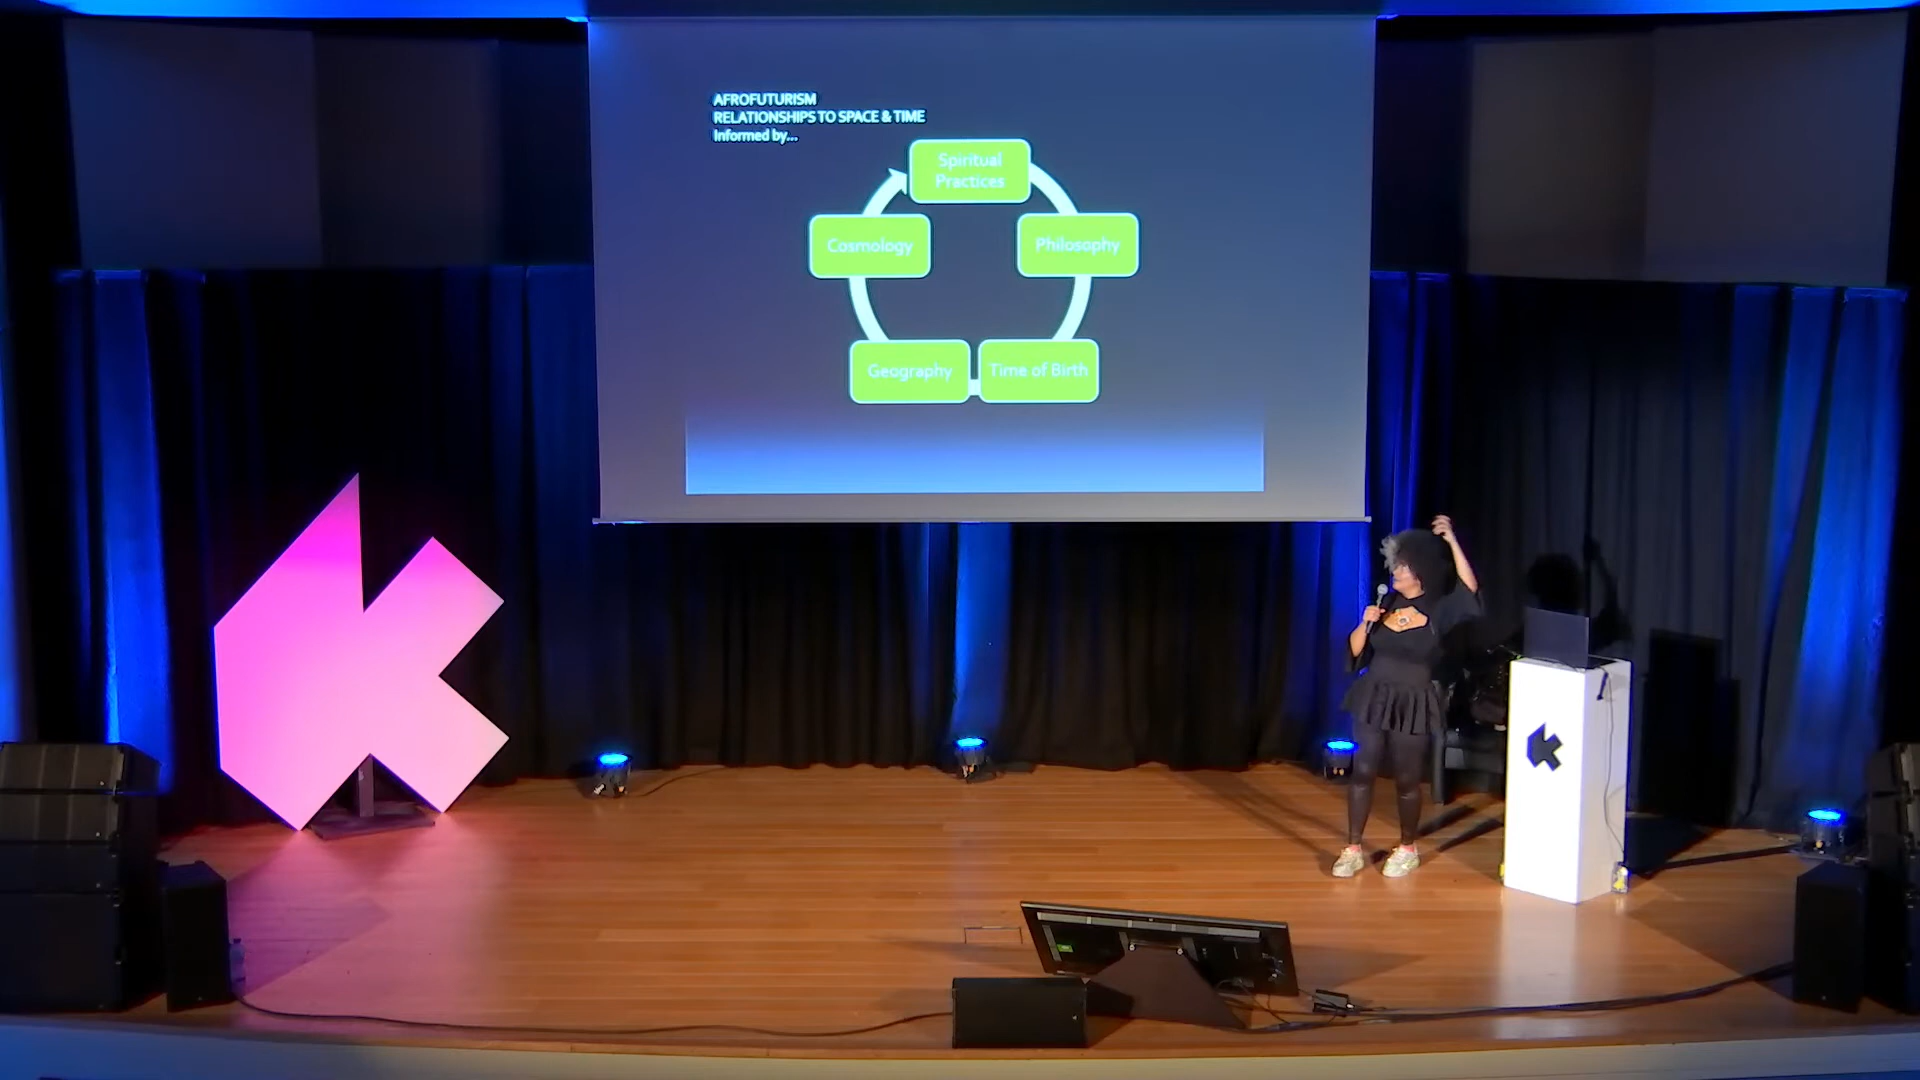 AFROFUTURISM
RELATIONSHIPS TO SPACE & TIME
Informed by...
Spiritual
Practices
Cosmology
Philosophy
Geography
Time of Birth